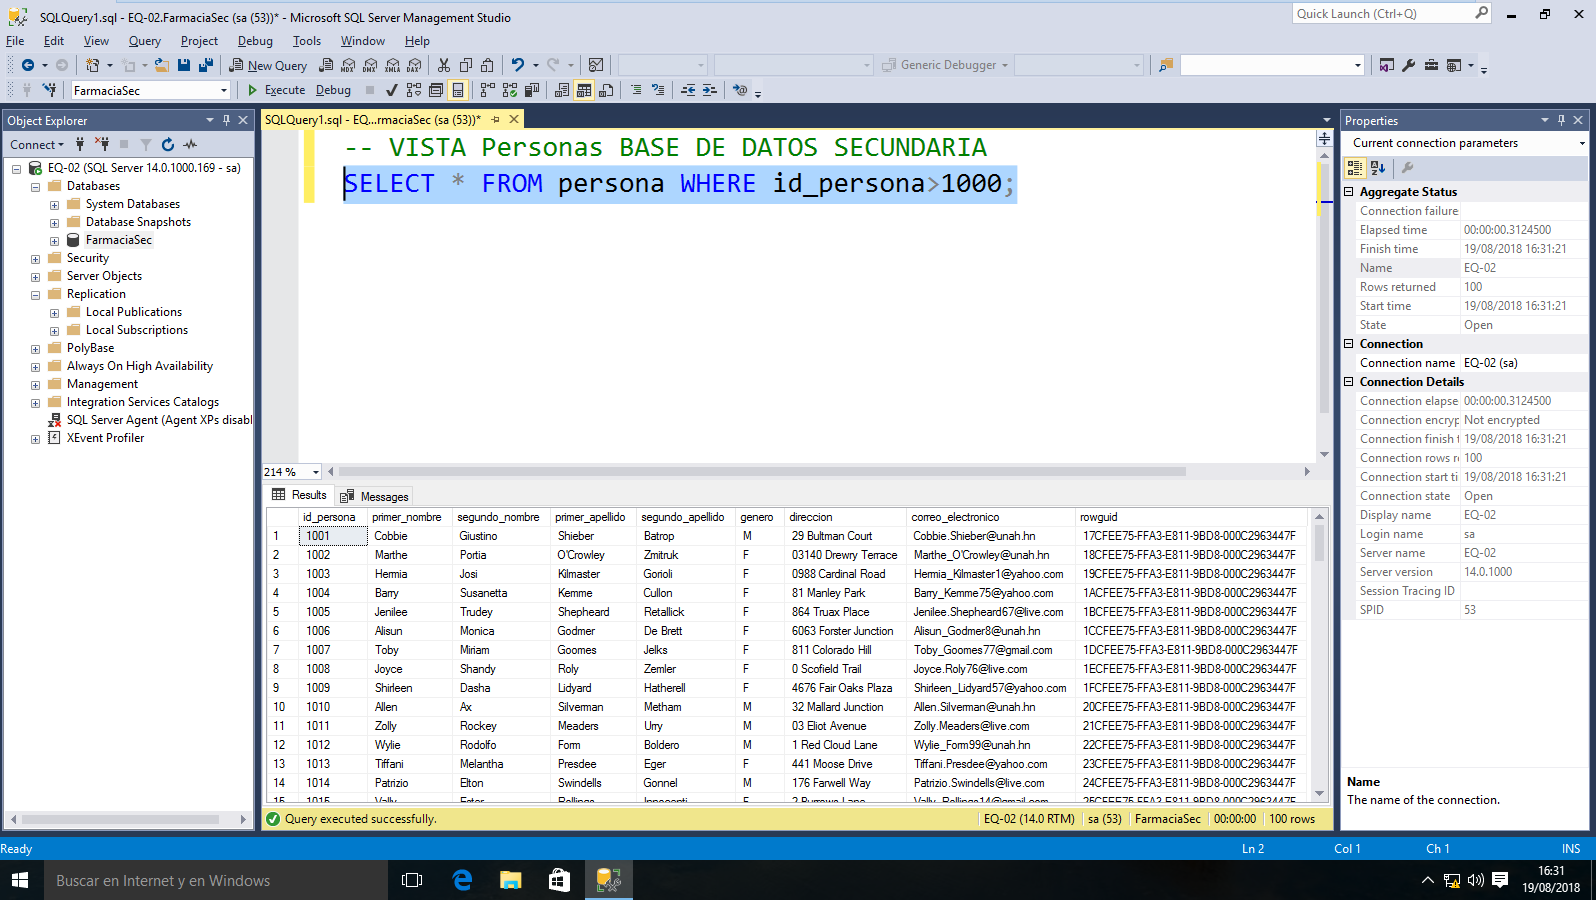 SQLQuery1.sql - EQ-02.FarmaciaSec (sa (53))* - Microsoft SQL Server Management Studio
Quick Launch (Ctrl+Q)
File Edit View Query Project Debug Tools Window Help
New Query MDX DMX XMLA DAX Generic Debugger
FarmaciaSec Execute Debug
Object Explorer
Connect
EQ-02 (SQL Server 14.0.1000.169 - sa)
Databases
System Databases
Database Snapshots
FarmaciaSec
Security
Server Objects
Replication
Local Publications
Local Subscriptions
PolyBase
Always On High Availability
Management
Integration Services Catalogs
SQL Server Agent (Agent XPs disabl
XEvent Profiler
SQLQuery1.sql - EQ...rmaciaSec (sa (53))*
-- VISTA Personas BASE DE DATOS SECUNDARIA
SELECT * FROM persona WHERE id_persona>1000;
214 %
Results Messages
id_persona primer_nombre segundo_nombre primer_apellido segundo_apellido genero direccion correo_electronico rowguid
1 1001 Cobbie Giustino Shieber Batrop M 29 Bultman Court Cobbie.Shieber@unah.hn 17CFEE75-FFA3-E811-9BD8-000C2963447F
2 1002 Marthe Portia O'Crowley Zmitruk F 03140 Drewry Terrace Marthe_O'Crowley@unah.hn 18CFEE75-FFA3-E811-9BD8-000C2963447F
3 1003 Hermia Josi Kilmaster Gorioli F 0988 Cardinal Road Hermia_Kilmaster1@yahoo.com 19CFEE75-FFA3-E811-9BD8-000C2963447F
4 1004 Barry Susanetta Kemme Cullon F 81 Manley Park Barry_Kemme75@yahoo.com 1ACFEE75-FFA3-E811-9BD8-000C2963447F
5 1005 Jenilee Trudey Shepheard Retallick F 864 Truax Place Jenilee.Shepheard67@live.com 1BCFEE75-FFA3-E811-9BD8-000C2963447F
6 1006 Alisun Monica Godmer De Brett F 6063 Forster Junction Alisun_Godmer8@unah.hn 1CCFEE75-FFA3-E811-9BD8-000C2963447F
7 1007 Toby Miriam Goomes Jelks F 811 Colorado Hill Toby_Goomes77@gmail.com 1DCFEE75-FFA3-E811-9BD8-000C2963447F
8 1008 Joyce Shandy Roly Zemler F 0 Scofield Trail Joyce.Roly76@live.com 1ECFEE75-FFA3-E811-9BD8-000C2963447F
9 1009 Shirleen Dasha Lidyard Hatherell F 4676 Fair Oaks Plaza Shirleen_Lidyard57@yahoo.com 1FCFEE75-FFA3-E811-9BD8-000C2963447F
10 1010 Allen Ax Silverman Metham M 32 Mallard Junction Allen.Silverman@unah.hn 20CFEE75-FFA3-E811-9BD8-000C2963447F
11 1011 Zolly Rockey Meaders Urry M 03 Eliot Avenue Zolly.Meaders@live.com 21CFEE75-FFA3-E811-9BD8-000C2963447F
12 1012 Wylie Rodolfo Form Boldero M 1 Red Cloud Lane Wylie_Form99@unah.hn 22CFEE75-FFA3-E811-9BD8-000C2963447F
13 1013 Tiffani Melantha Presdee Eger F 441 Moose Drive Tiffani.Presdee@yahoo.com 23CFEE75-FFA3-E811-9BD8-000C2963447F
14 1014 Patrizio Elton Swindells Gonnel M 176 Farwell Way Patrizio.Swindells@live.com 24CFEE75-FFA3-E811-9BD8-000C2963447F
Query executed successfully. EQ-02 (14.0 RTM) sa (53) FarmaciaSec 00:00:00 100 rows
Properties
Current connection parameters
Aggregate Status
Connection failure
Elapsed time 00:00:00.3124500
Finish time 19/08/2018 16:31:21
Name EQ-02
Rows returned 100
Start time 19/08/2018 16:31:21
State Open
Connection
Connection name EQ-02 (sa)
Connection Details
Connection elapse 00:00:00.3124500
Connection encryp Not encrypted
Connection finish t 19/08/2018 16:31:21
Connection rows r 100
Connection start ti 19/08/2018 16:31:21
Connection state Open
Display name EQ-02
Login name sa
Server name EQ-02
Server version 14.0.1000
Session Tracing ID
SPID 53
Name
The name of the connection.
Ready Ln 2 Col 1 Ch 1 INS
Buscar en Internet y en Windows
16:31
19/08/2018